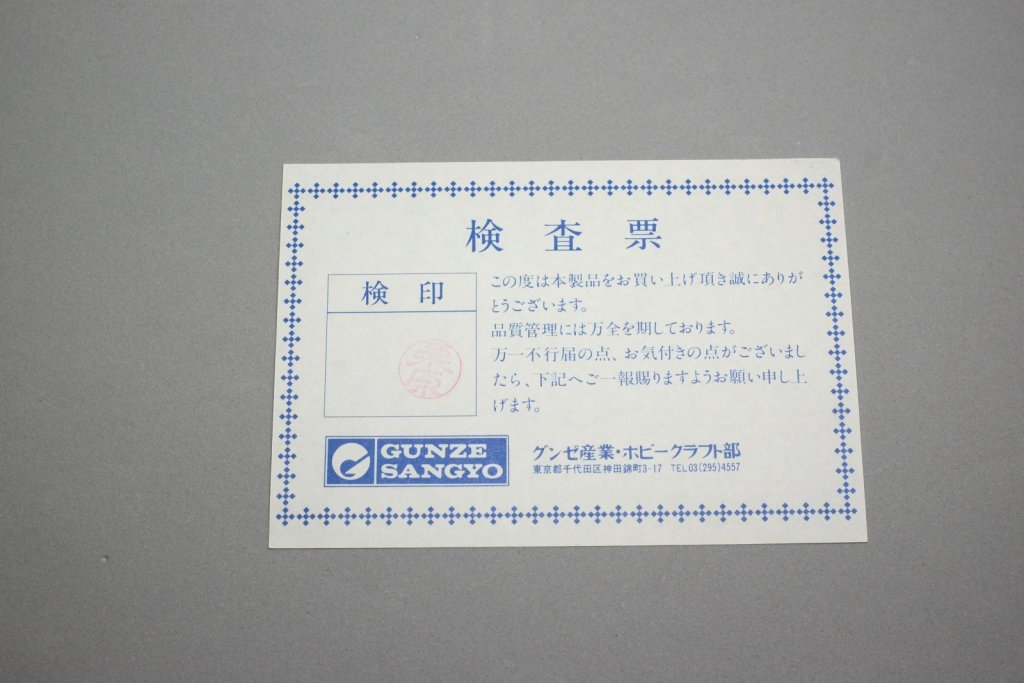 検査票
検印
この度は本製品をお買い上げ頂き誠にありが
とうございます。
品質管理には万全を期しております。
万一不行届の点、お気付きの点がございまし
たら、下記へご一報賜りますようお願い申し上
げます。
GUNZE
SANGYO
グンゼ産業・ホビークラフト部
東京都千代田区神田錦町3-17 TEL03(295)4557